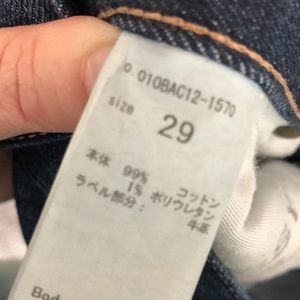 O. 010BAC12-1570
size
29
本体 99% コットン
1% ポリウレタン
ラベル部分： 牛革
Body